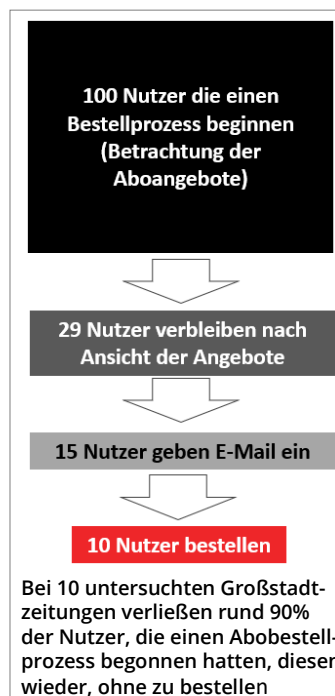 100 Nutzer die einen
Bestellprozess beginnen
(Betrachtung der
Aboangebote)
29 Nutzer verbleiben nach
Ansicht der Angebote
15 Nutzer geben E-Mail ein
10 Nutzer bestellen
Bei 10 untersuchten Großstadt-
zeitungen verließen rund 90%
der Nutzer, die einen Abobestell-
prozess begonnen hatten, diesen
wieder, ohne zu bestellen